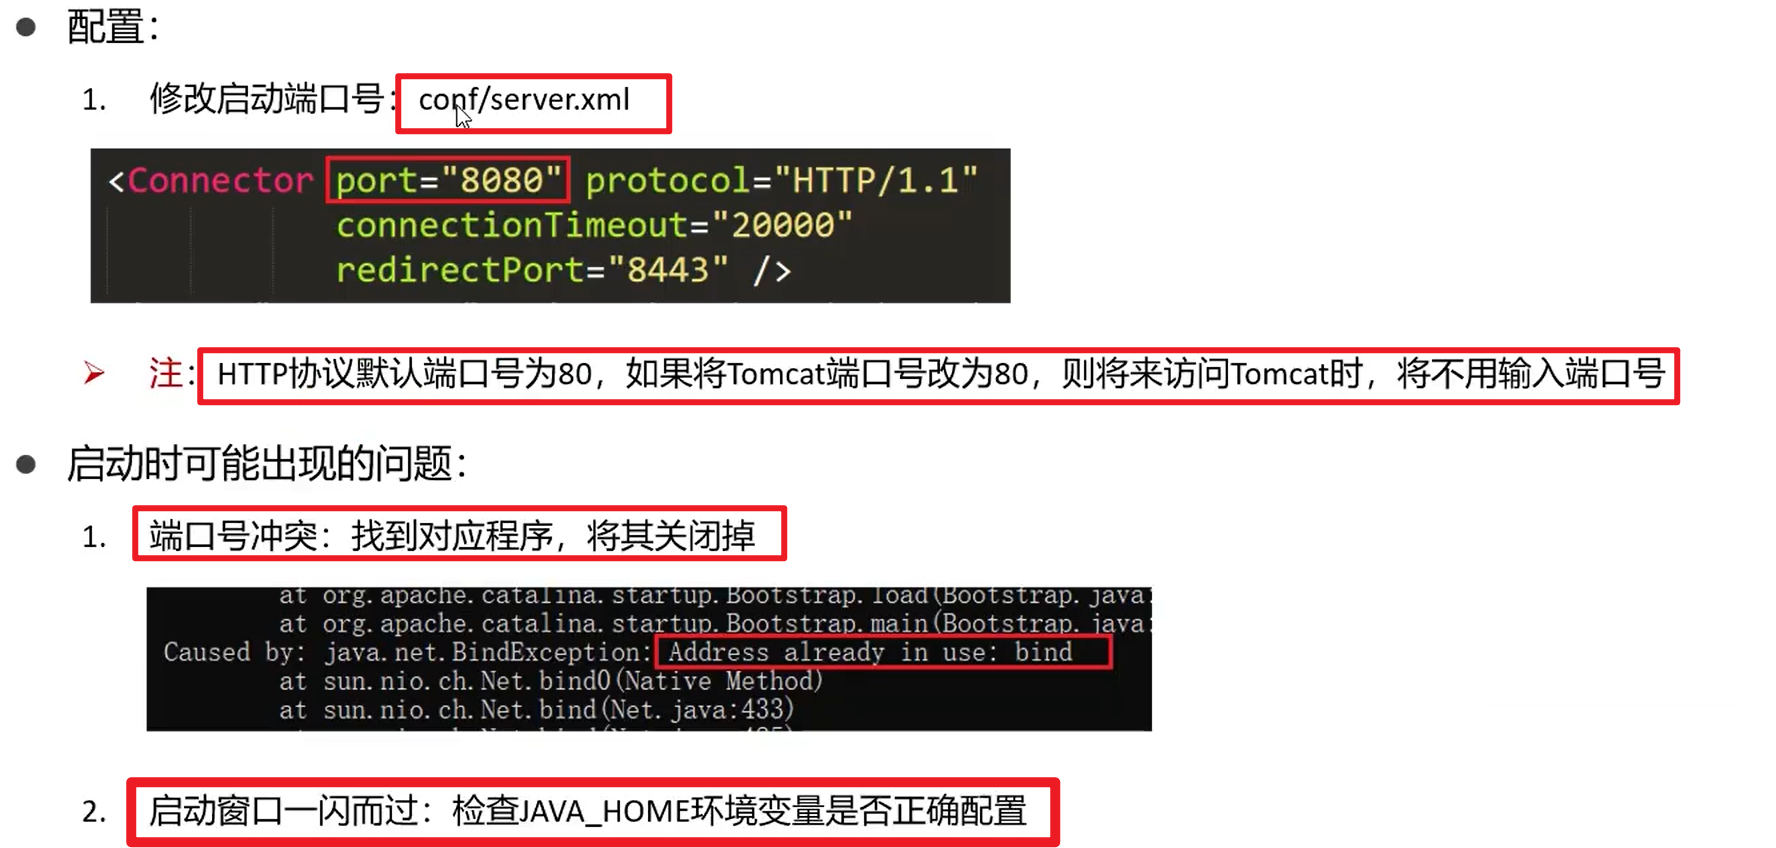 配置：
1. 修改启动端口号：conf/server.xml
<Connector port="8080" protocol="HTTP/1.1"
connectionTimeout="20000"
redirectPort="8443" />
注：HTTP协议默认端口号为80，如果将Tomcat端口号改为80，则将来访问Tomcat时，将不用输入端口号
启动时可能出现的问题：
1. 端口号冲突：找到对应程序，将其关闭掉
at org.apache.catalina.startup.Bootstrap.load(Bootstrap.java:
at org.apache.catalina.startup.Bootstrap.main(Bootstrap.java:
Caused by: java.net.BindException: Address already in use: bind
at sun.nio.ch.Net.bind0(Native Method)
at sun.nio.ch.Net.bind(Net.java:433)
2. 启动窗口一闪而过：检查JAVA_HOME环境变量是否正确配置